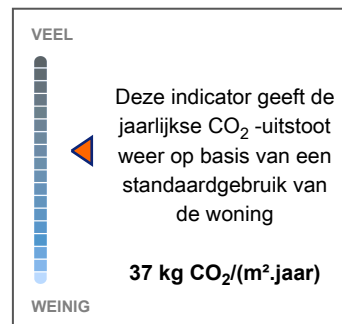 VEEL
Deze indicator geeft de
jaarlijkse CO₂ -uitstoot
weer op basis van een
standaardgebruik van
de woning
37 kg CO₂/(m².jaar)
WEINIG